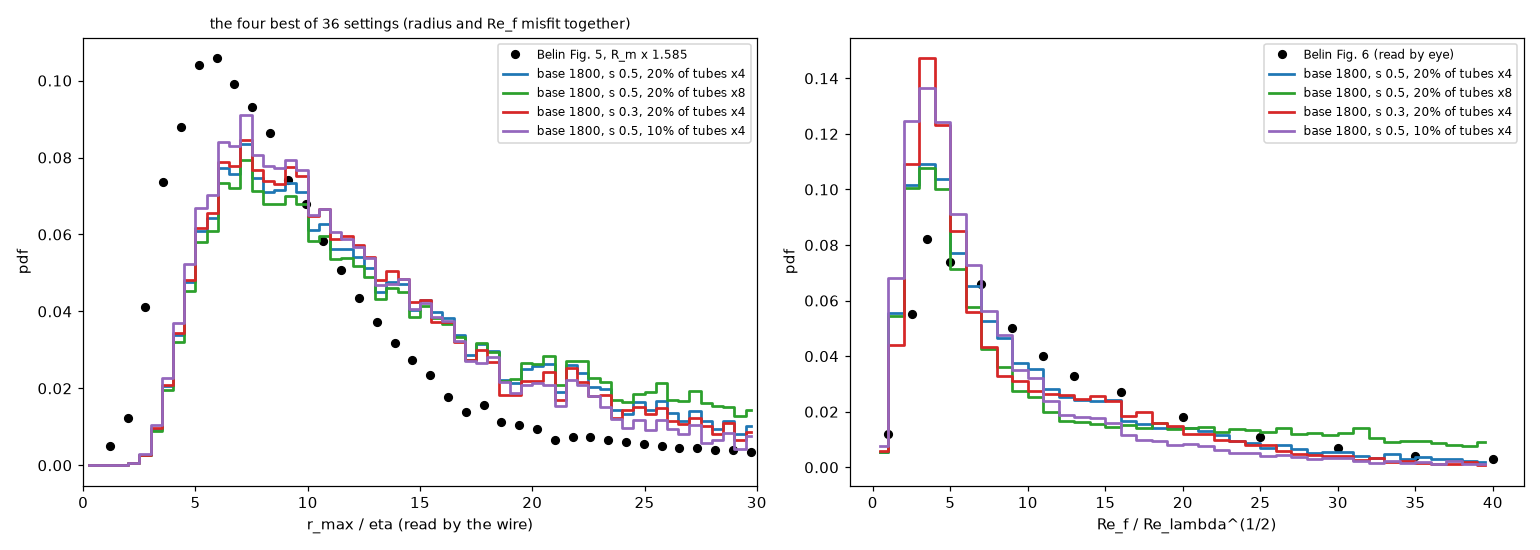 the four best of 36 settings (radius and Re_f misfit together)
Belin Fig. 5, R_m x 1.585
base 1800, s 0.5, 20% of tubes x4
base 1800, s 0.5, 20% of tubes x8
base 1800, s 0.3, 20% of tubes x4
base 1800, s 0.5, 10% of tubes x4
pdf
0.10
0.08
0.06
0.04
0.02
0.00
0
5
10
15
20
25
30
r_max / eta (read by the wire)
Belin Fig. 6 (read by eye)
base 1800, s 0.5, 20% of tubes x4
base 1800, s 0.5, 20% of tubes x8
base 1800, s 0.3, 20% of tubes x4
base 1800, s 0.5, 10% of tubes x4
pdf
0.14
0.12
0.10
0.08
0.06
0.04
0.02
0.00
0
5
10
15
20
25
30
35
40
Re_f / Re_lambda^(1/2)